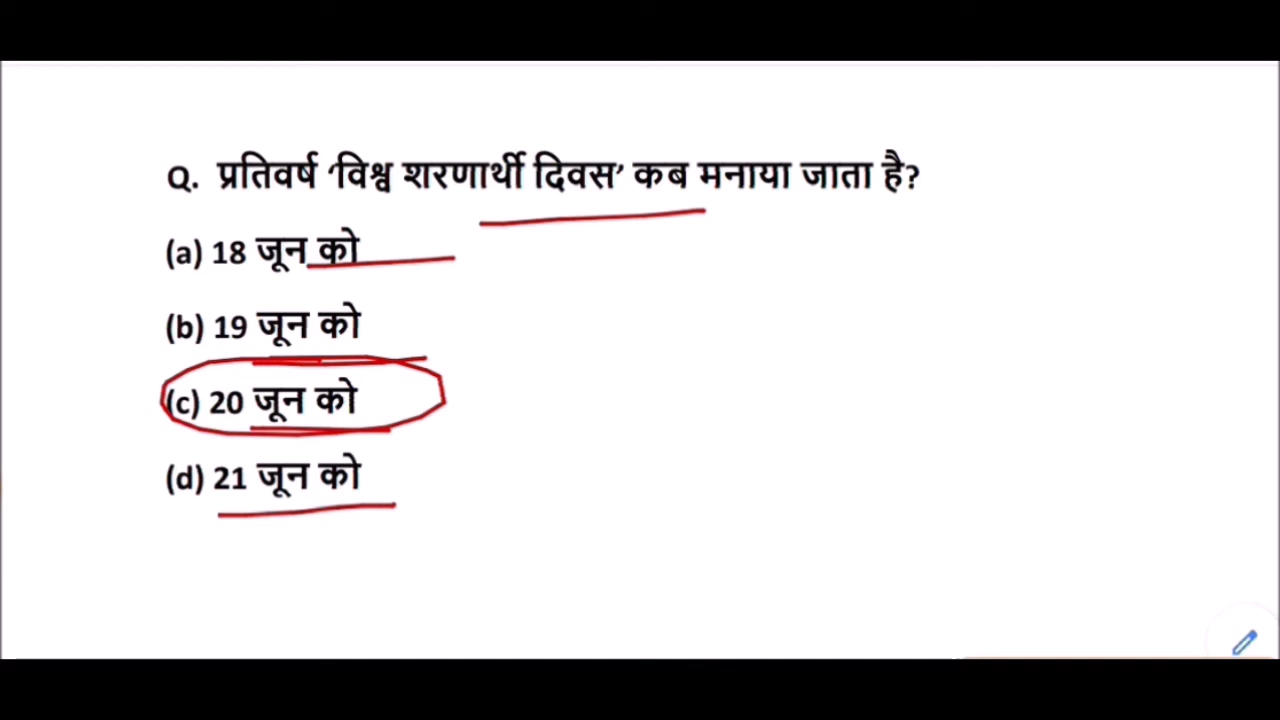 Q. प्रतिवर्ष ‘विश्व शरणार्थी दिवस’ कब मनाया जाता है?
(a) 18 जून को
(b) 19 जून को
(c) 20 जून को
(d) 21 जून को